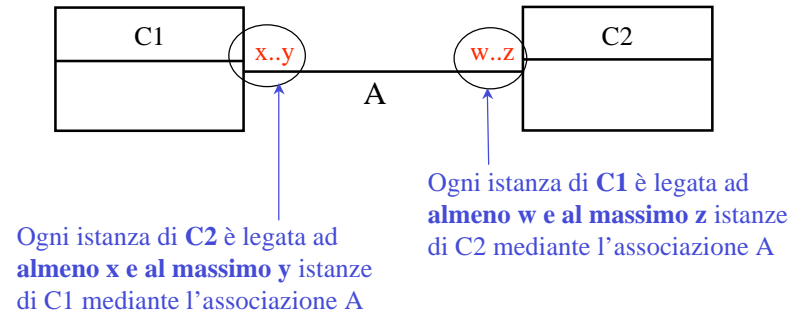 C1
C2
x..y
w..z
A
Ogni istanza di C1 è legata ad
almeno w e al massimo z istanze
di C2 mediante l’associazione A
Ogni istanza di C2 è legata ad
almeno x e al massimo y istanze
di C1 mediante l’associazione A